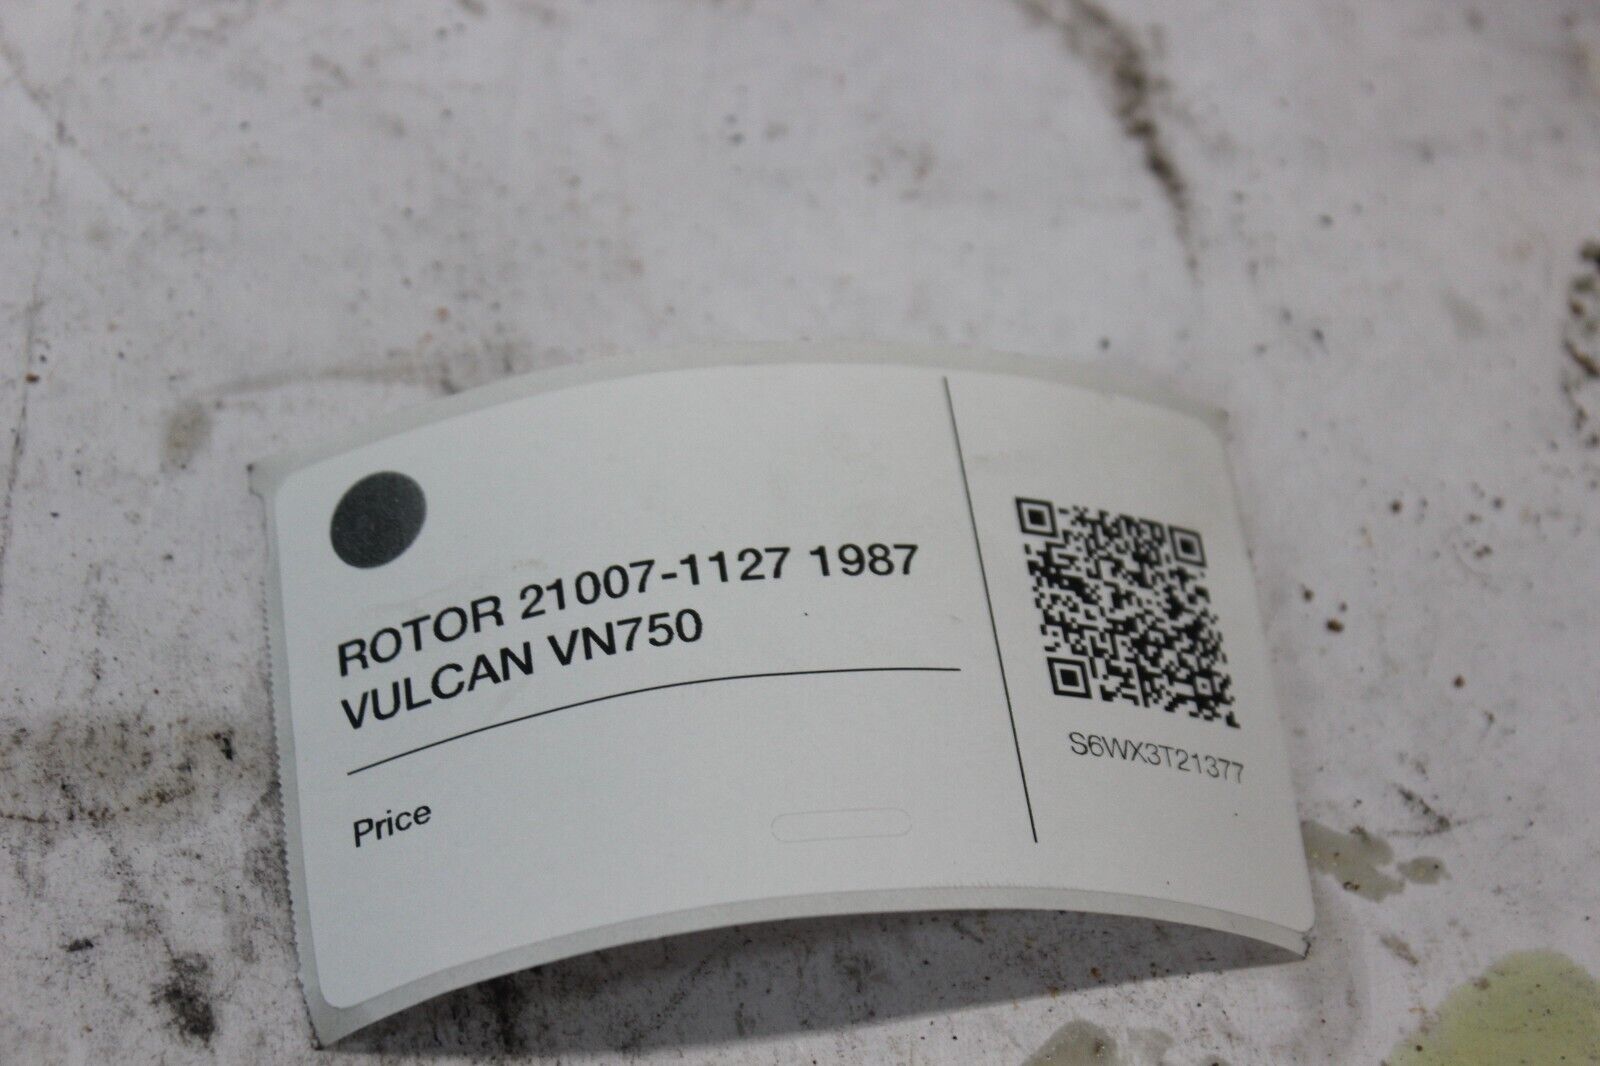 ROTOR 21007-1127 1987
VULCAN VN750
Price
S6WX3T21377